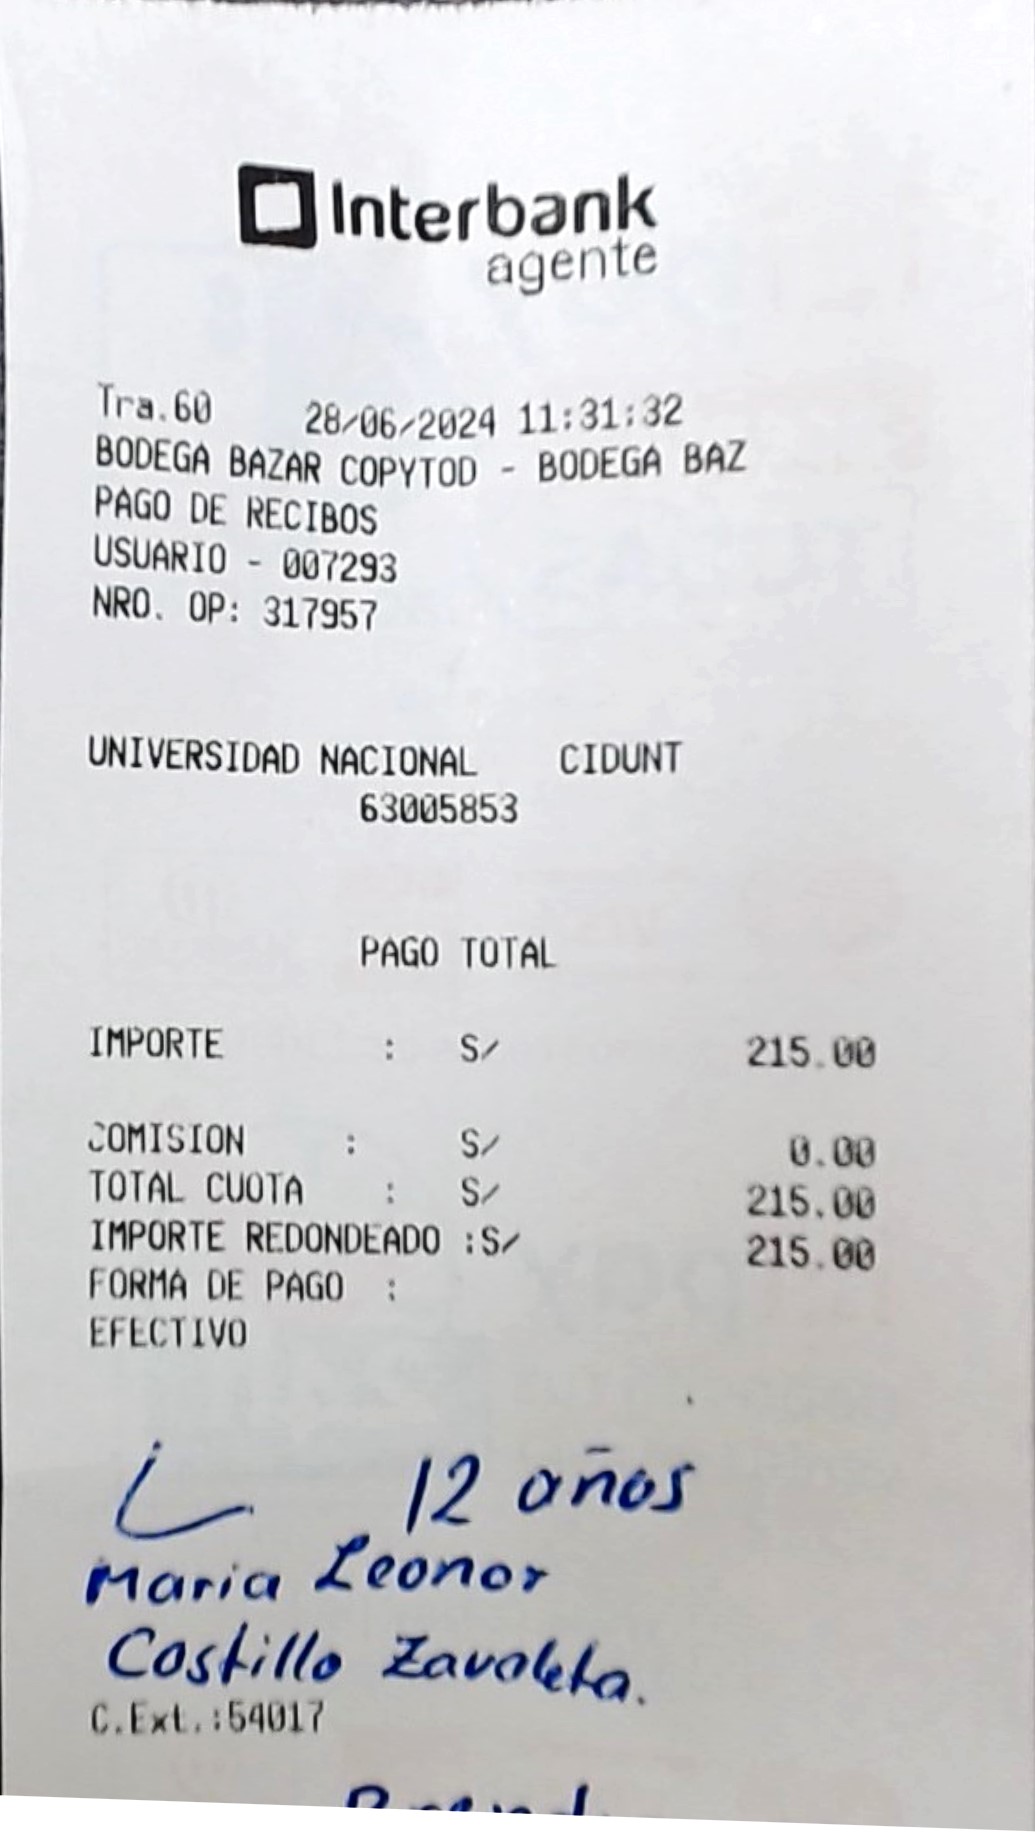 Interbank
agente
Tra.60 28/06/2024 11:31:32
BODEGA BAZAR COPYTOD - BODEGA BAZ
PAGO DE RECIBOS
USUARIO - 007293
NRO. OP: 317957
UNIVERSIDAD NACIONAL CIDUNT
63005853
PAGO TOTAL
IMPORTE : S/ 215.00
COMISION : S/ 0.00
TOTAL CUOTA : S/ 215.00
IMPORTE REDONDEADO :S/ 215.00
FORMA DE PAGO :
EFECTIVO
12 años
Maria Leonor
Costillo Zavaleta.
C.Ext.:54017